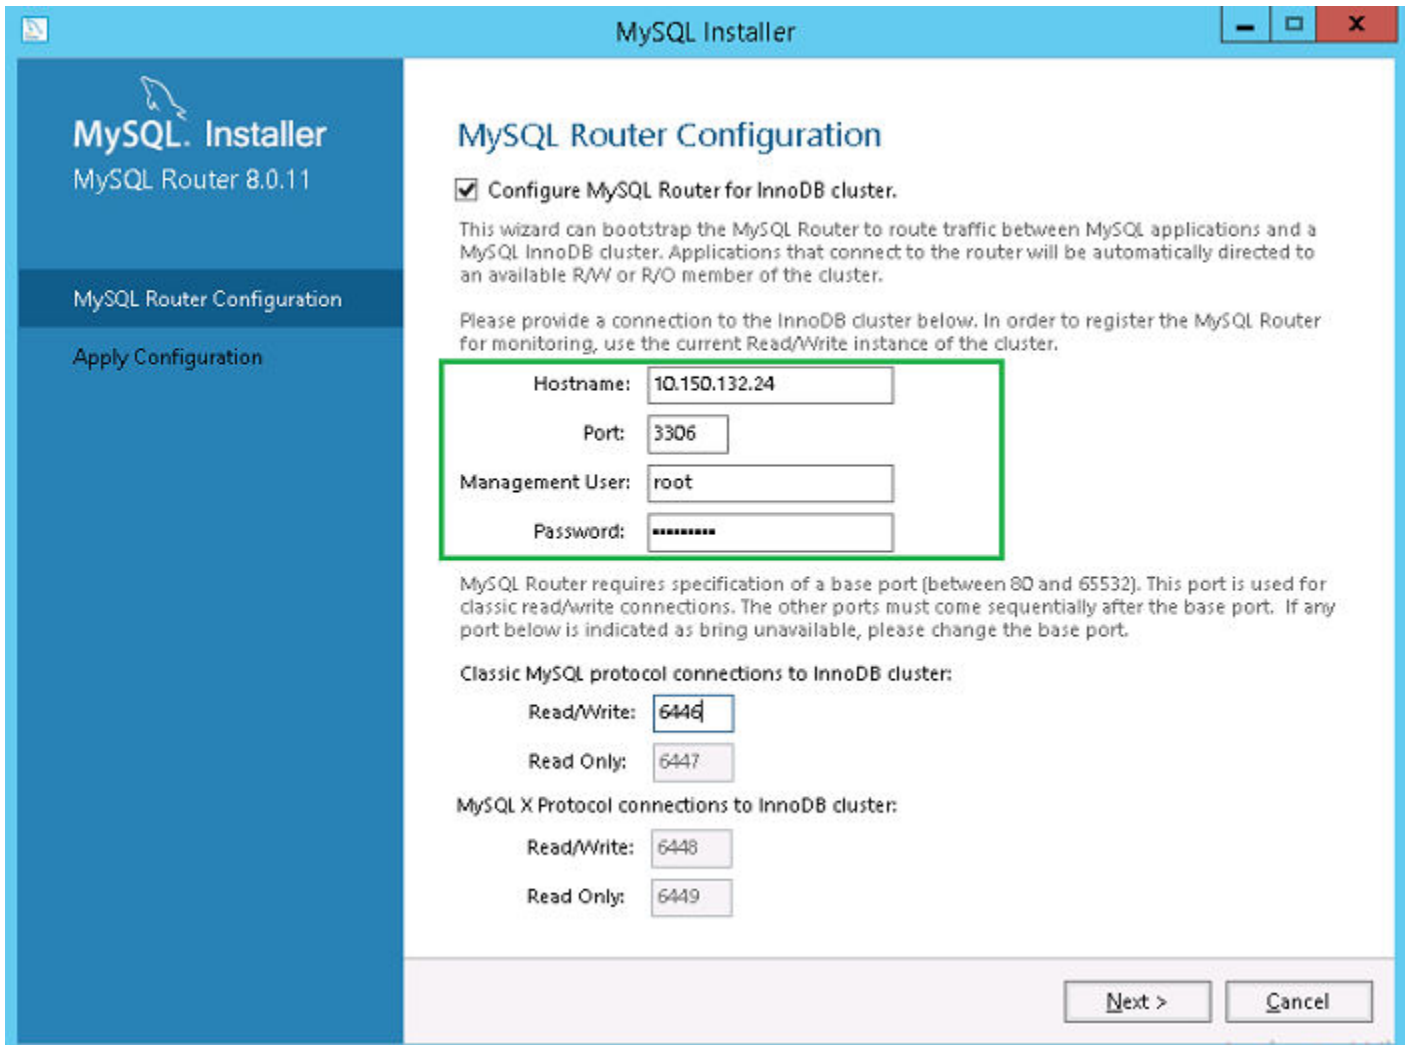 MySQL Installer
MySQL. Installer
MySQL Router 8.0.11
MySQL Router Configuration
Apply Configuration
MySQL Router Configuration
Configure MySQL Router for InnoDB cluster.
This wizard can bootstrap the MySQL Router to route traffic between MySQL applications and a
MySQL InnoDB cluster. Applications that connect to the router will be automatically directed to
an available R/W or R/O member of the cluster.
Please provide a connection to the InnoDB cluster below. In order to register the MySQL Router
for monitoring, use the current Read/Write instance of the cluster.
Hostname: 10.150.132.24
Port: 3306
Management User: root
Password: •••••••••
MySQL Router requires specification of a base port (between 80 and 65532). This port is used for
classic read/write connections. The other ports must come sequentially after the base port. If any
port below is indicated as bring unavailable, please change the base port.
Classic MySQL protocol connections to InnoDB cluster:
Read/Write: 6446
Read Only: 6447
MySQL X Protocol connections to InnoDB cluster:
Read/Write: 6448
Read Only: 6449
Next >
Cancel